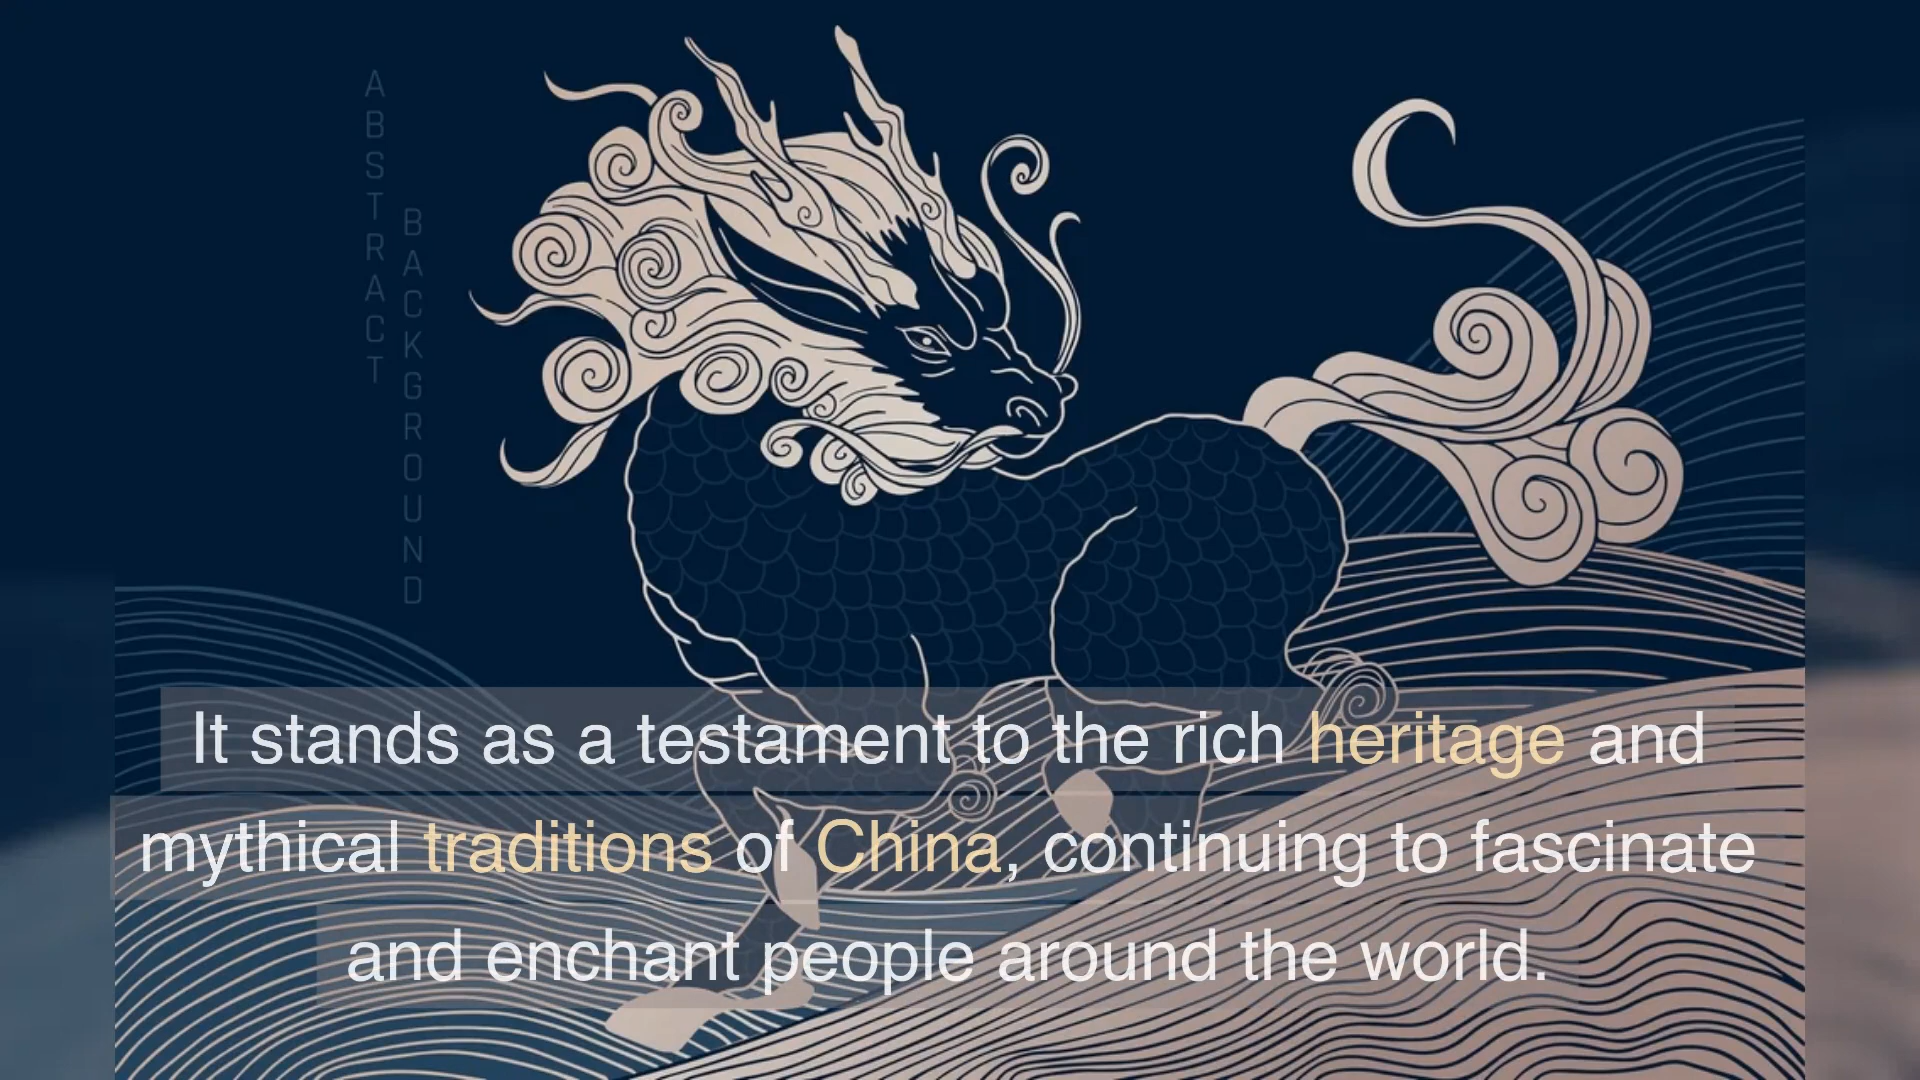 ABSTRACT
BACKGROUND
It stands as a testament to the rich heritage and
mythical traditions of China, continuing to fascinate
and enchant people around the world.